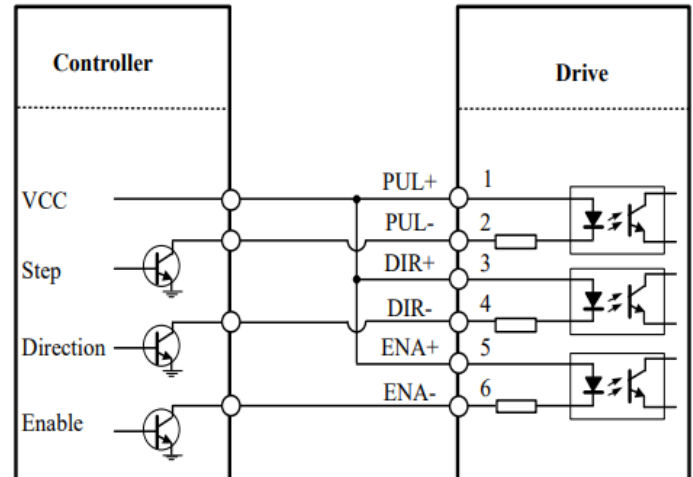 Controller
Drive
VCC
PUL+ 1
PUL- 2
Step
DIR+ 3
DIR- 4
Direction
ENA+ 5
ENA- 6
Enable